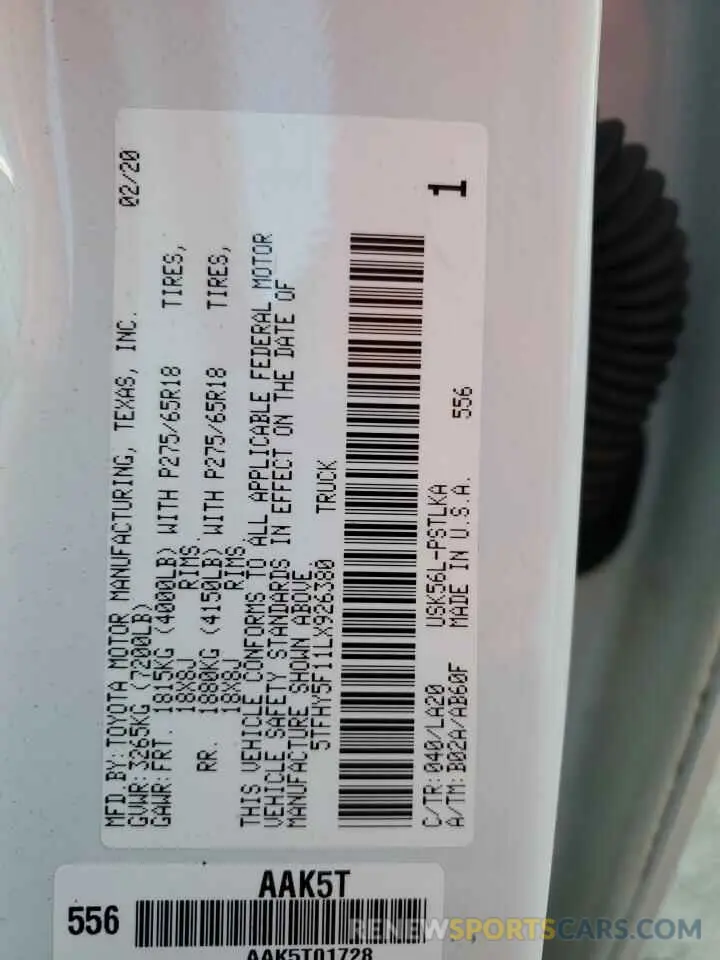 MFD.BY:TOYOTA MOTOR MANUFACTURING, TEXAS, INC. 02/20
GVWR:3265KG (7200LB)
GAWR:FRT. 1815KG (4000LB) WITH P275/65R18 TIRES,
18X8J RIMS
RR. 1880KG (4150LB) WITH P275/65R18 TIRES,
18X8J RIMS
THIS VEHICLE CONFORMS TO ALL APPLICABLE FEDERAL MOTOR
VEHICLE SAFETY STANDARDS IN EFFECT ON THE DATE OF
MANUFACTURE SHOWN ABOVE
5TFHY5F11LX926380 TRUCK
1
C/TR:040/LA20 USK56L-PSTLKA 556
A/TM:B02A/AB60F MADE IN U.S.A.
AAK5T
556
AAK5T01728
RENEWSPORTSCARS.COM